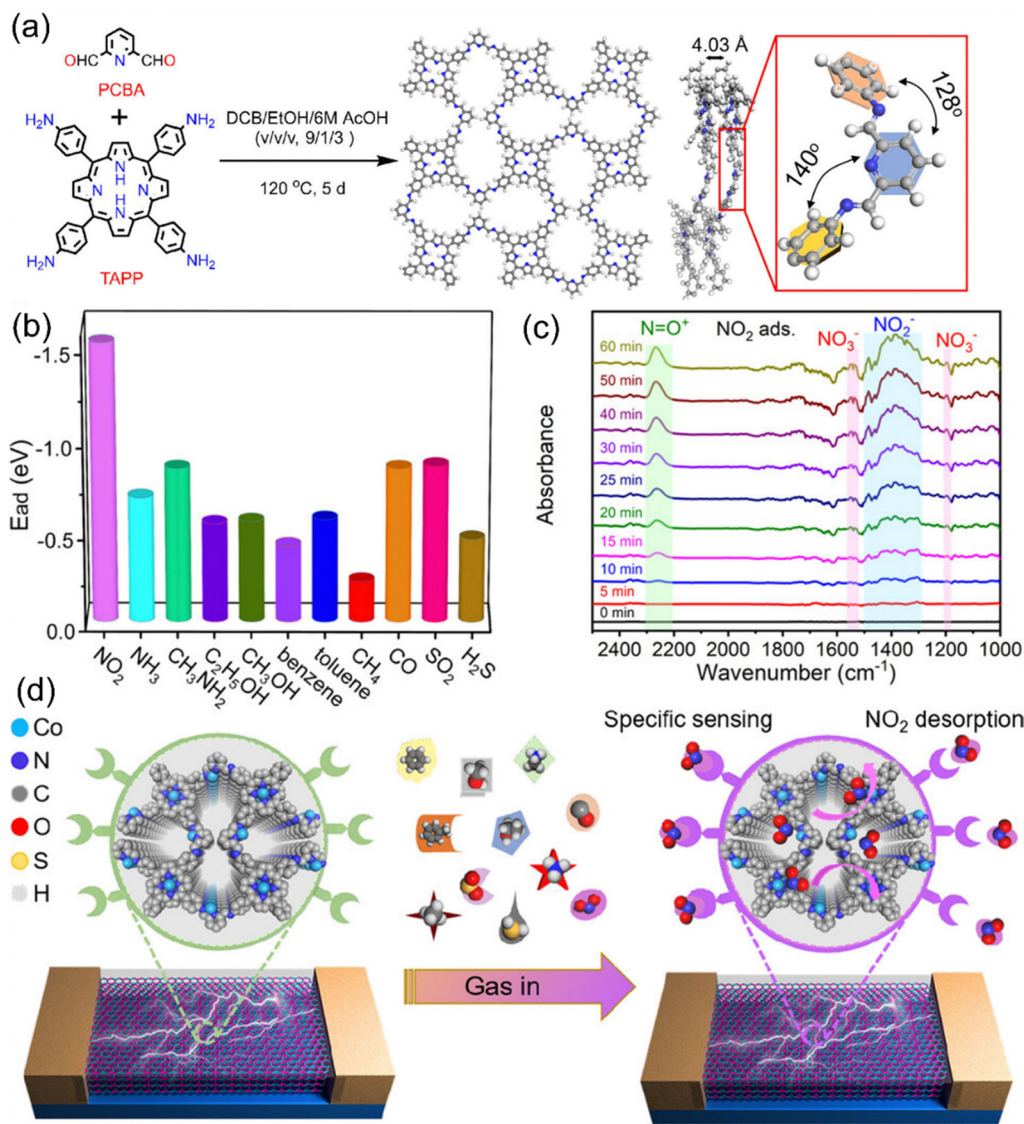 (a)
OHC
N
CHO
PCBA
+
H₂N
NH₂
N
H
N
N
H
N
H₂N
NH₂
TAPP
DCB/EtOH/6M AcOH
(v/v/v, 9/1/3 )
120 °C, 5 d
4.03 Å
128°
140°
(b)
Ead (eV)
-1.5
-1.0
-0.5
0.0
NO₂
NH₃
CH₃NH₂
C₂H₅OH
CH₃OH
benzene
toluene
CH₄
CO
SO₂
H₂S
(c)
N=O⁺
NO₂ ads.
NO₃⁻
NO₂⁻
NO₃⁻
60 min
50 min
40 min
30 min
25 min
20 min
15 min
10 min
5 min
0 min
Absorbance
2400 2200 2000 1800 1600 1400 1200 1000
Wavenumber (cm⁻¹)
(d)
Co
N
C
O
S
H
Gas in
Specific sensing
NO₂ desorption